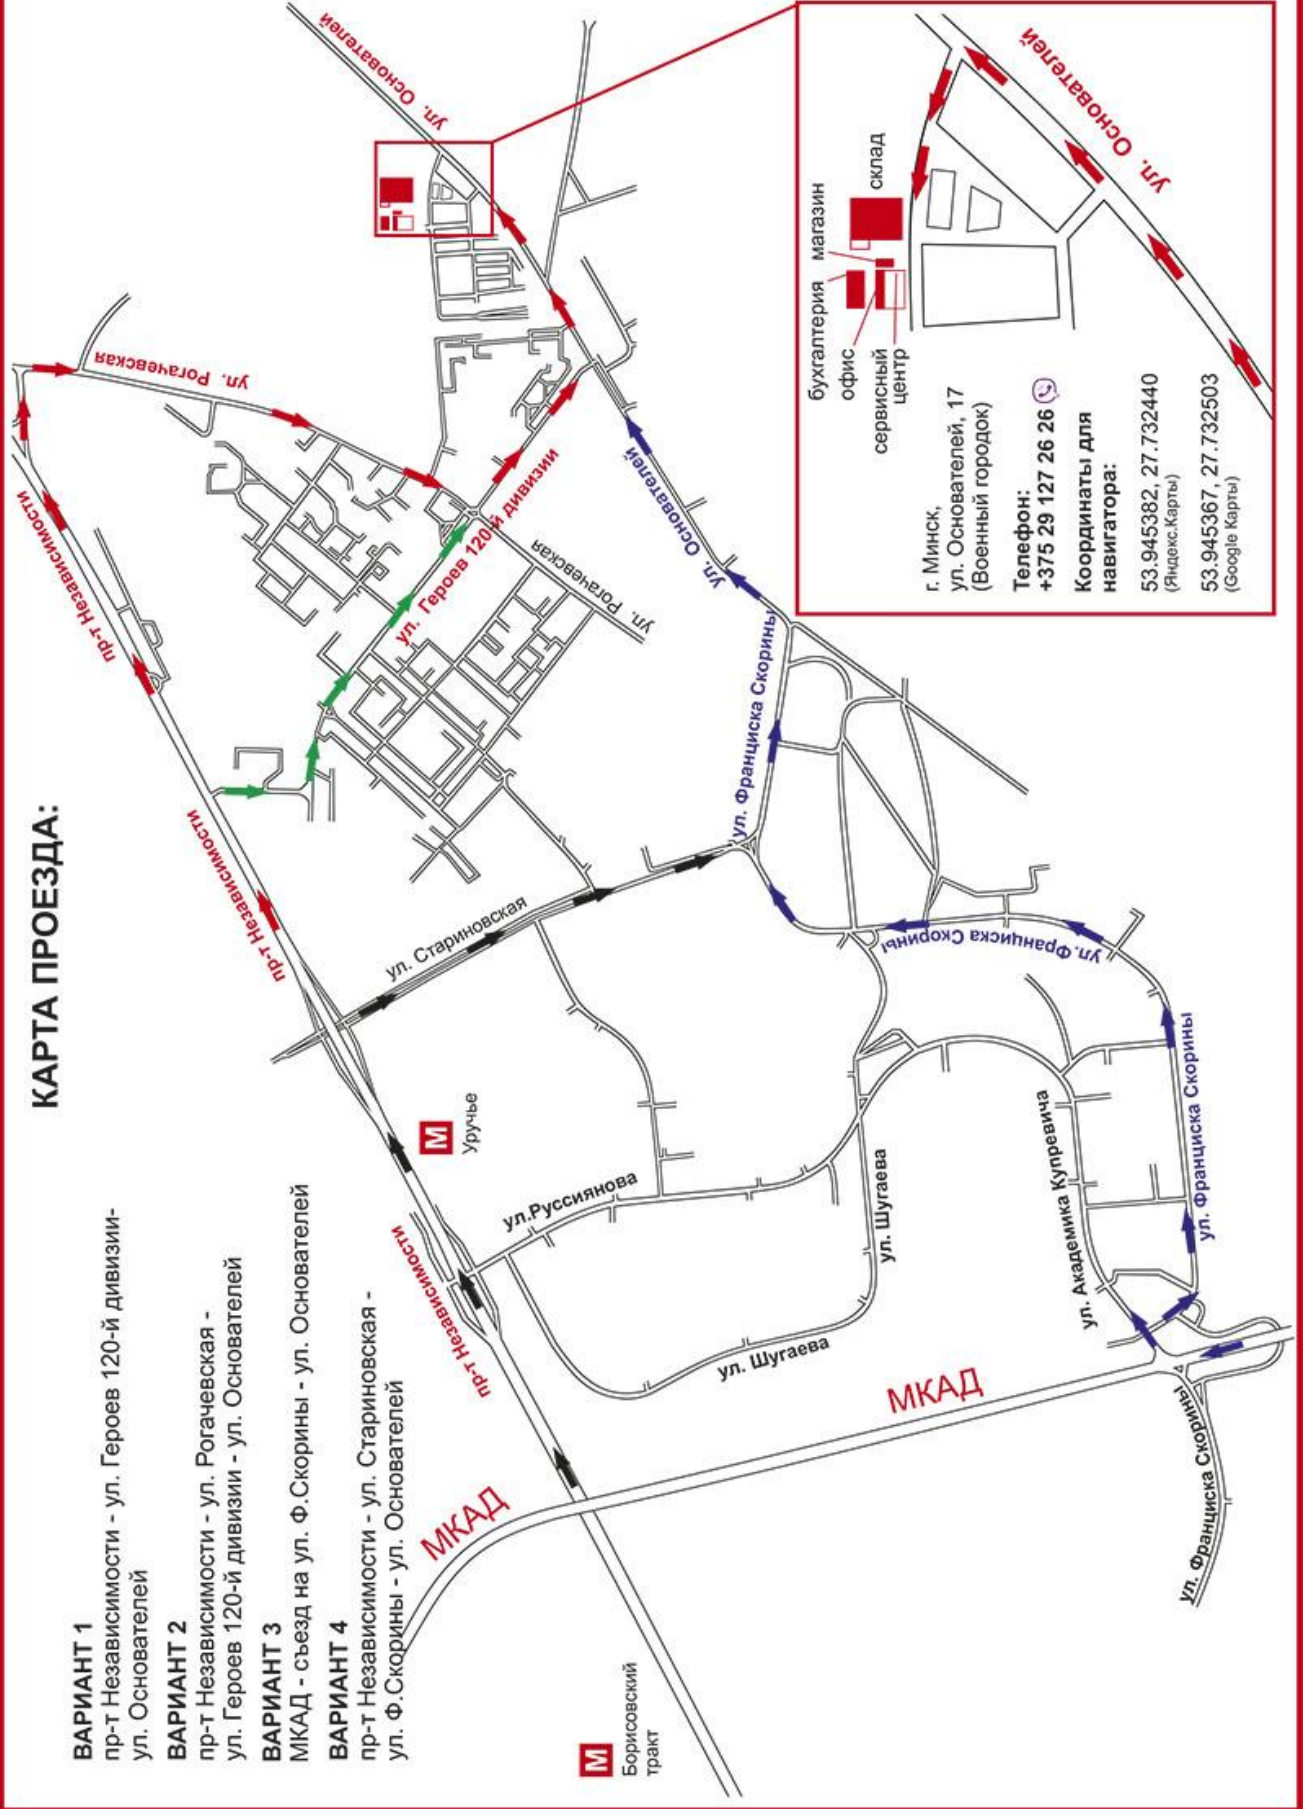 КАРТА ПРОЕЗДА:
ВАРИАНТ 1
пр-т Независимости - ул. Героев 120-й дивизии-
ул. Основателей
ВАРИАНТ 2
пр-т Независимости - ул. Рогачевская -
ул. Героев 120-й дивизии - ул. Основателей
ВАРИАНТ 3
МКАД - съезд на ул. Ф.Скорины - ул. Основателей
ВАРИАНТ 4
пр-т Независимости - ул. Стариновская -
ул. Ф.Скорины - ул. Основателей
МКАД
М
Борисовский
тракт
пр-т Независимости
М
Уручье
ул.Руссиянова
ул. Шугаева
ул. Шугаева
МКАД
ул. Академика Купревича
ул. Франциска Скорины
ул. Франциска Скорины
ул.Франциска Скорины
ул. Франциска Скорины
ул. Стариновская
пр-т Независимости
пр-т Независимости
ул. Рогачевская
ул. Героев 120-й дивизии
ул. Рогачевская
ул. Основателей
ул. Основателей
бухгалтерия
магазин
офис
склад
сервисный
центр
ул. Основателей
г. Минск,
ул. Основателей, 17
(Военный городок)
Телефон:
+375 29 127 26 26
Координаты для
навигатора:
53.945382, 27.732440
(Яндекс.Карты)
53.945367, 27.732503
(Google Карты)